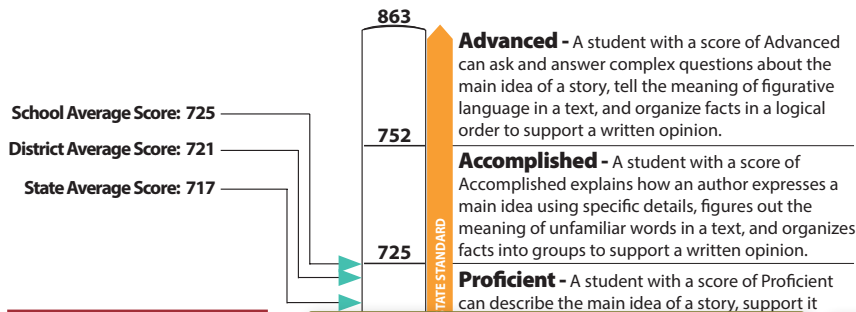 863
Advanced - A student with a score of Advanced
can ask and answer complex questions about the
main idea of a story, tell the meaning of figurative
language in a text, and organize facts in a logical
order to support a written opinion.
School Average Score: 725
District Average Score: 721
State Average Score: 717
752
Accomplished - A student with a score of
Accomplished explains how an author expresses a
main idea using specific details, figures out the
meaning of unfamiliar words in a text, and organizes
facts into groups to support a written opinion.
725
TATE STANDARD
Proficient - A student with a score of Proficient
can describe the main idea of a story, support it